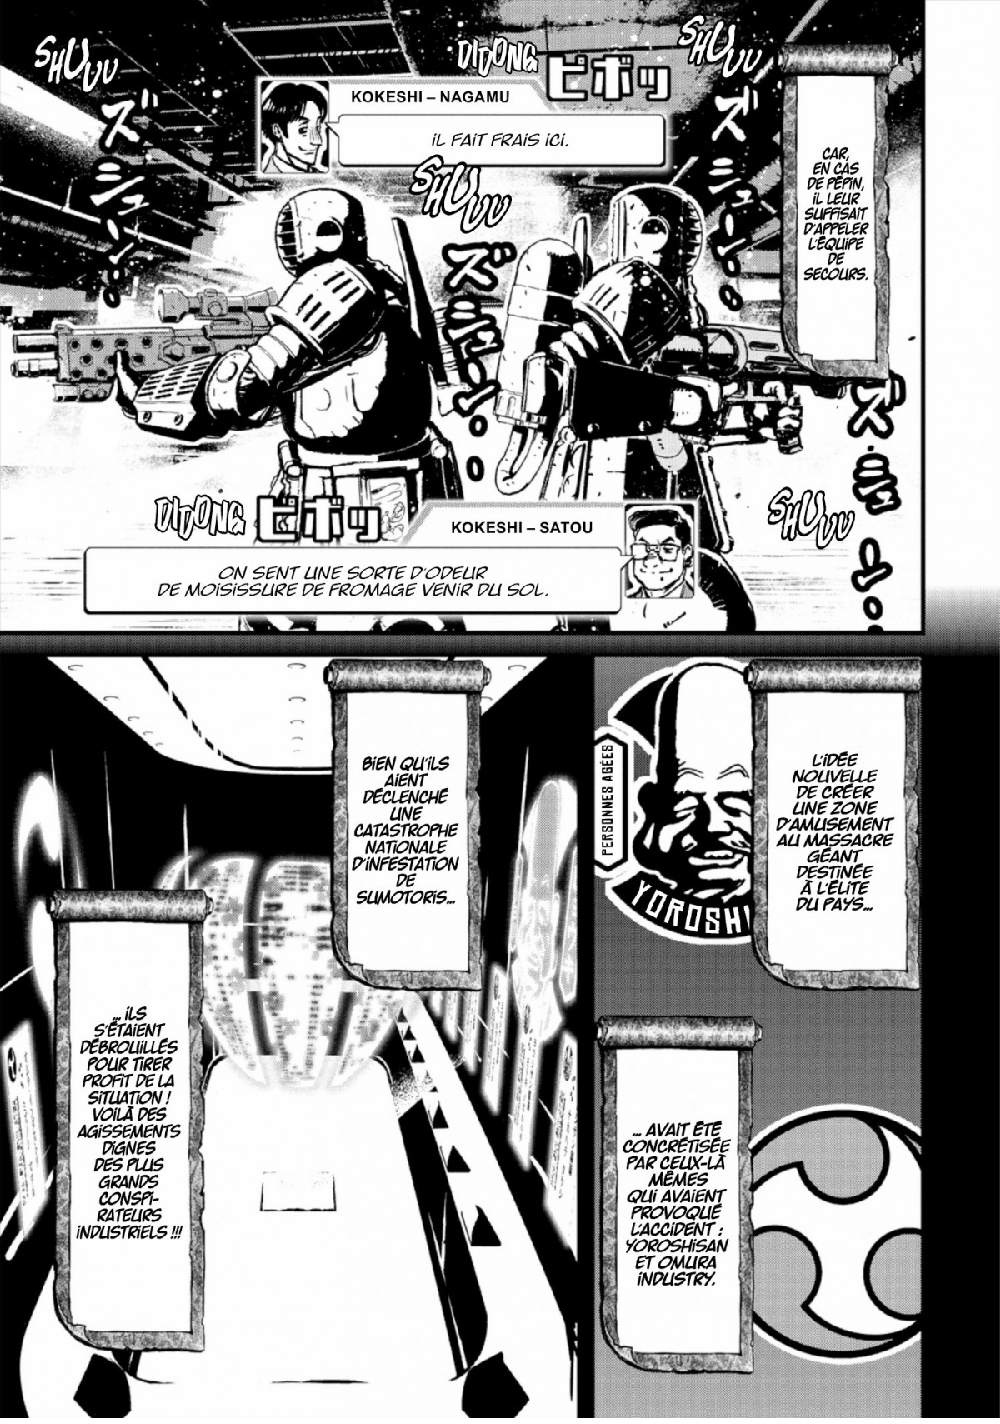 SHUUU
DIDONG
ピボッ
SHUUU
CAR,
EN CAS
DE PÉPIN,
IL LEUR
SUFFISAIT
D'APPELER
L'ÉQUIPE
DE
SECOURS.
KOKESHI – NAGAMU
IL FAIT FRAIS ICI.
ズシュー…
SHUUU
ズシュー…
ズシュー…
ズシュー…
DIDONG
ピボッ
KOKESHI – SATOU
SHUUU
ON SENT UNE SORTE D'ODEUR
DE MOISISSURE DE FROMAGE VENIR DU SOL.
L'IDÉE
NOUVELLE
DE CRÉER
UNE ZONE
D'AMUSEMENT
AU MASSACRE
GÉANT
DESTINÉE
À L'ÉLITE
DU PAYS...
PERSONNES AGÉES
YOROSHI
... AVAIT ÉTÉ
CONCRÉTISÉE
PAR CEUX-LÀ
MÊMES
QUI AVAIENT
PROVOQUÉ
L'ACCIDENT :
YOROSHISAN
ET OMURA
INDUSTRY.
BIEN QU'ILS
AIENT
DÉCLENCHÉ
UNE
CATASTROPHE
NATIONALE
D'INFESTATION
DE
SUMOTORIS...
... ILS
S'ÉTAIENT
DÉBROUILLÉS
POUR TIRER
PROFIT DE LA
SITUATION !
VOILÀ DES
AGISSEMENTS
DIGNES
DES PLUS
GRANDS
CONSPI-
RATEURS
INDUSTRIELS !!!